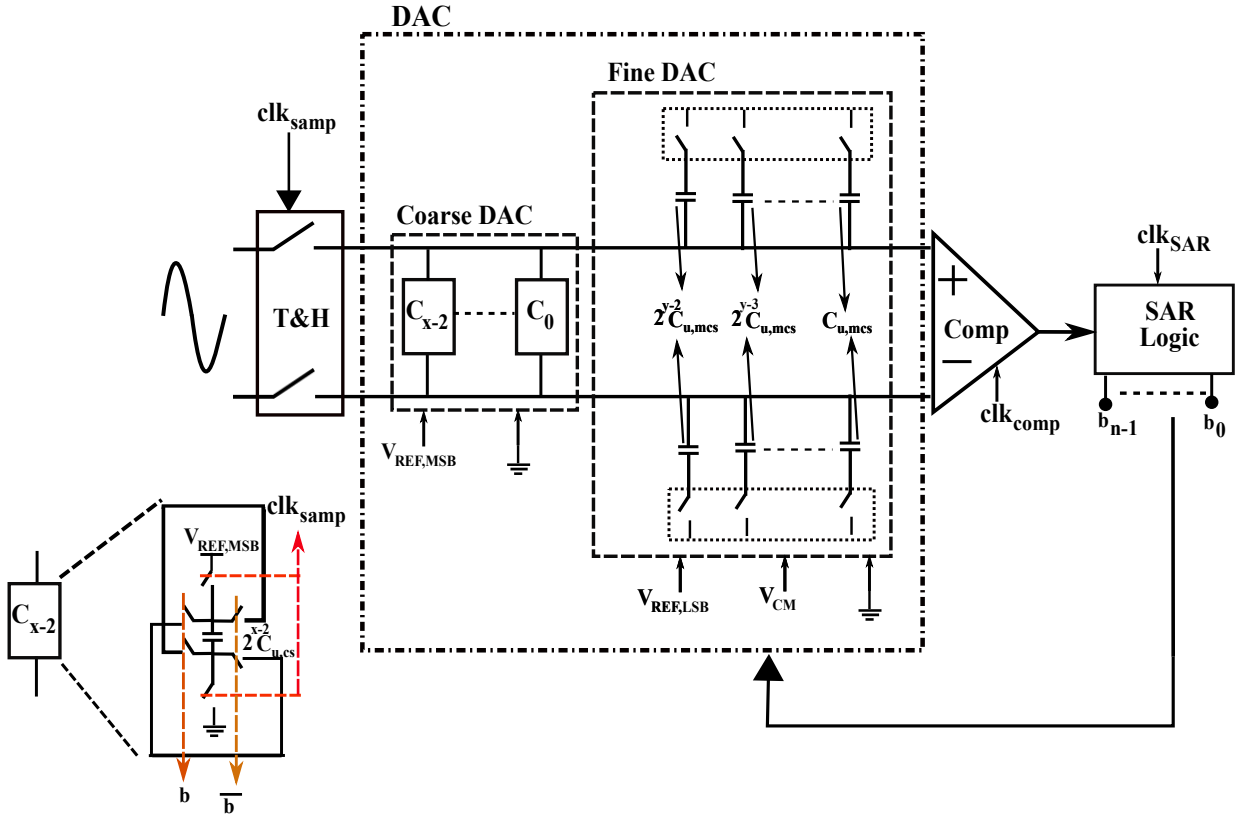 DAC
Fine DAC
clk_samp
Coarse DAC
T&H
C_x-2
C_0
2^y-2 C_u,mcs
2^y-3 C_u,mcs
C_u,mcs
+
Comp
−
clk_SAR
SAR
Logic
clk_comp
b_n-1
b_0
V_REF,MSB
V_REF,LSB
V_CM
clk_samp
V_REF,MSB
C_x-2
2^x-2 C_u,cs
b
b̅